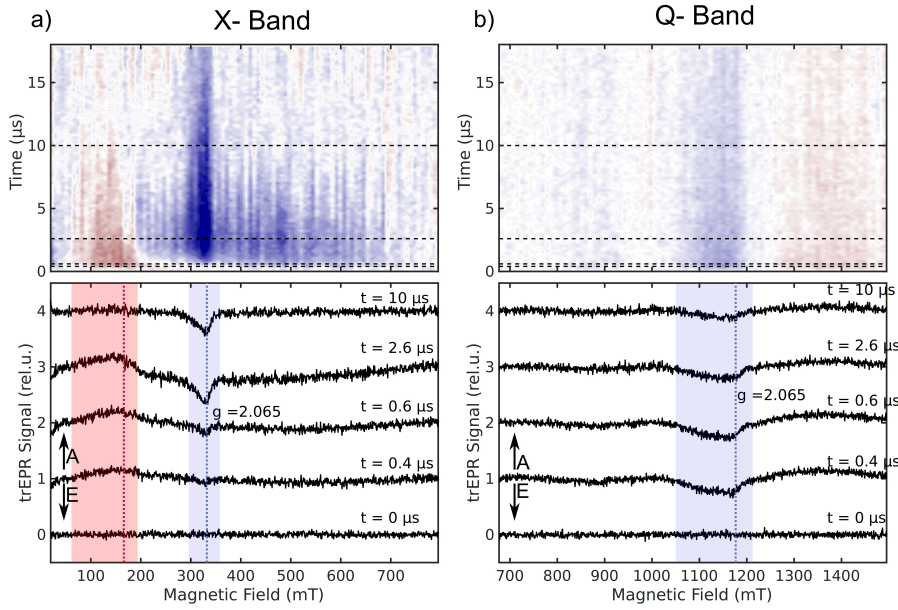 a)
X- Band
Time (μs)
15
10
5
0
trEPR Signal (rel.u.)
4
3
2
1
0
t = 10 μs
t = 2.6 μs
g =2.065
t = 0.6 μs
A
t = 0.4 μs
E
t = 0 μs
100 200 300 400 500 600 700
Magnetic Field (mT)
b)
Q- Band
Time (μs)
15
10
5
0
trEPR Signal (rel.u.)
4
3
2
1
0
t = 10 μs
t = 2.6 μs
g =2.065
t = 0.6 μs
A
t = 0.4 μs
E
t = 0 μs
700 800 900 1000 1100 1200 1300 1400
Magnetic Field (mT)